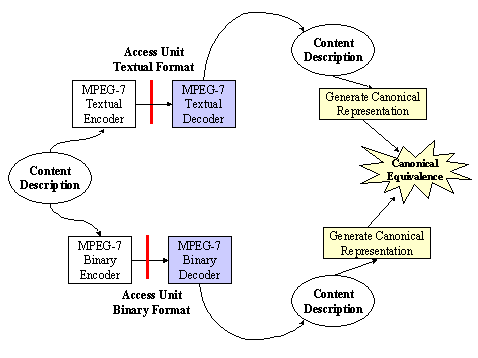 Access Unit
Textual Format
MPEG-7
Textual
Encoder
MPEG-7
Textual
Decoder
Content
Description
Generate Canonical
Representation
Content
Description
Canonical
Equivalence
MPEG-7
Binary
Encoder
MPEG-7
Binary
Decoder
Access Unit
Binary Format
Generate Canonical
Representation
Content
Description